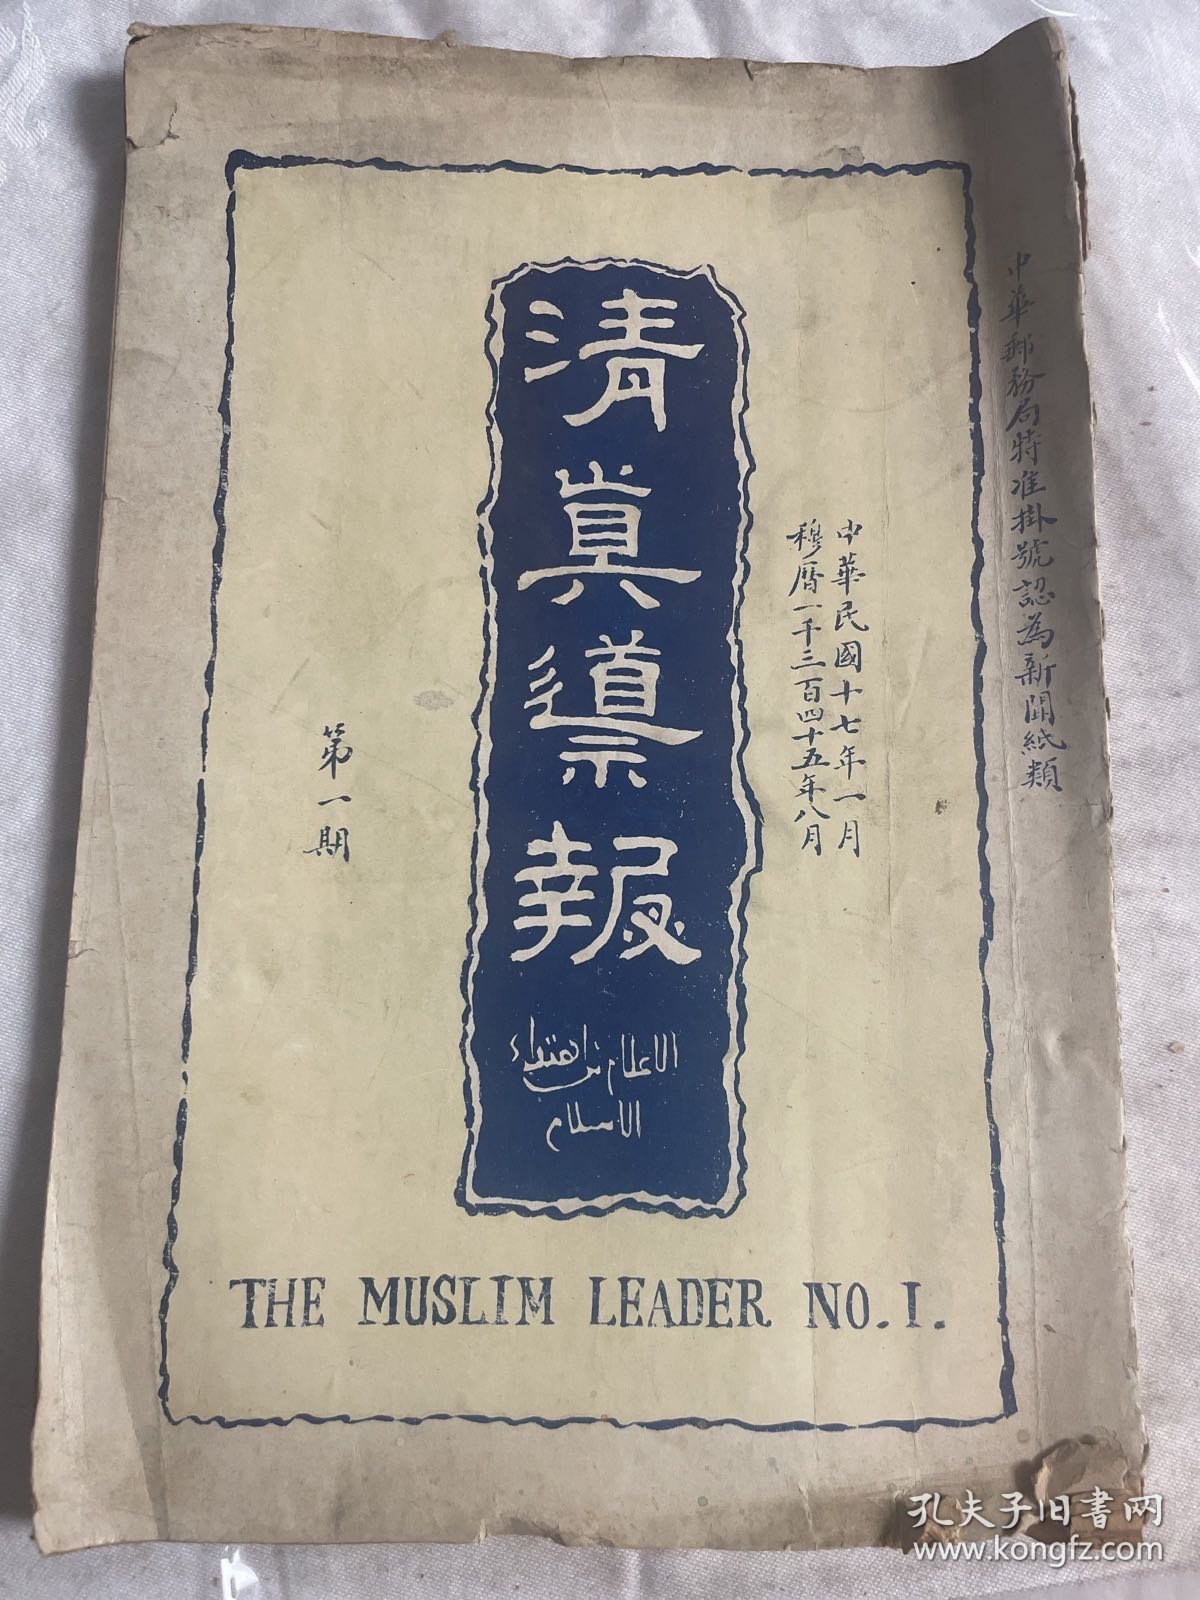 中華郵務局特准掛號認為新聞紙類
中華民國十七年一月
穆曆一千三百四十五年八月
清真導報
الاسلام
第一期
THE MUSLIM LEADER NO.1.
孔夫子旧书网
www.kongfz.com